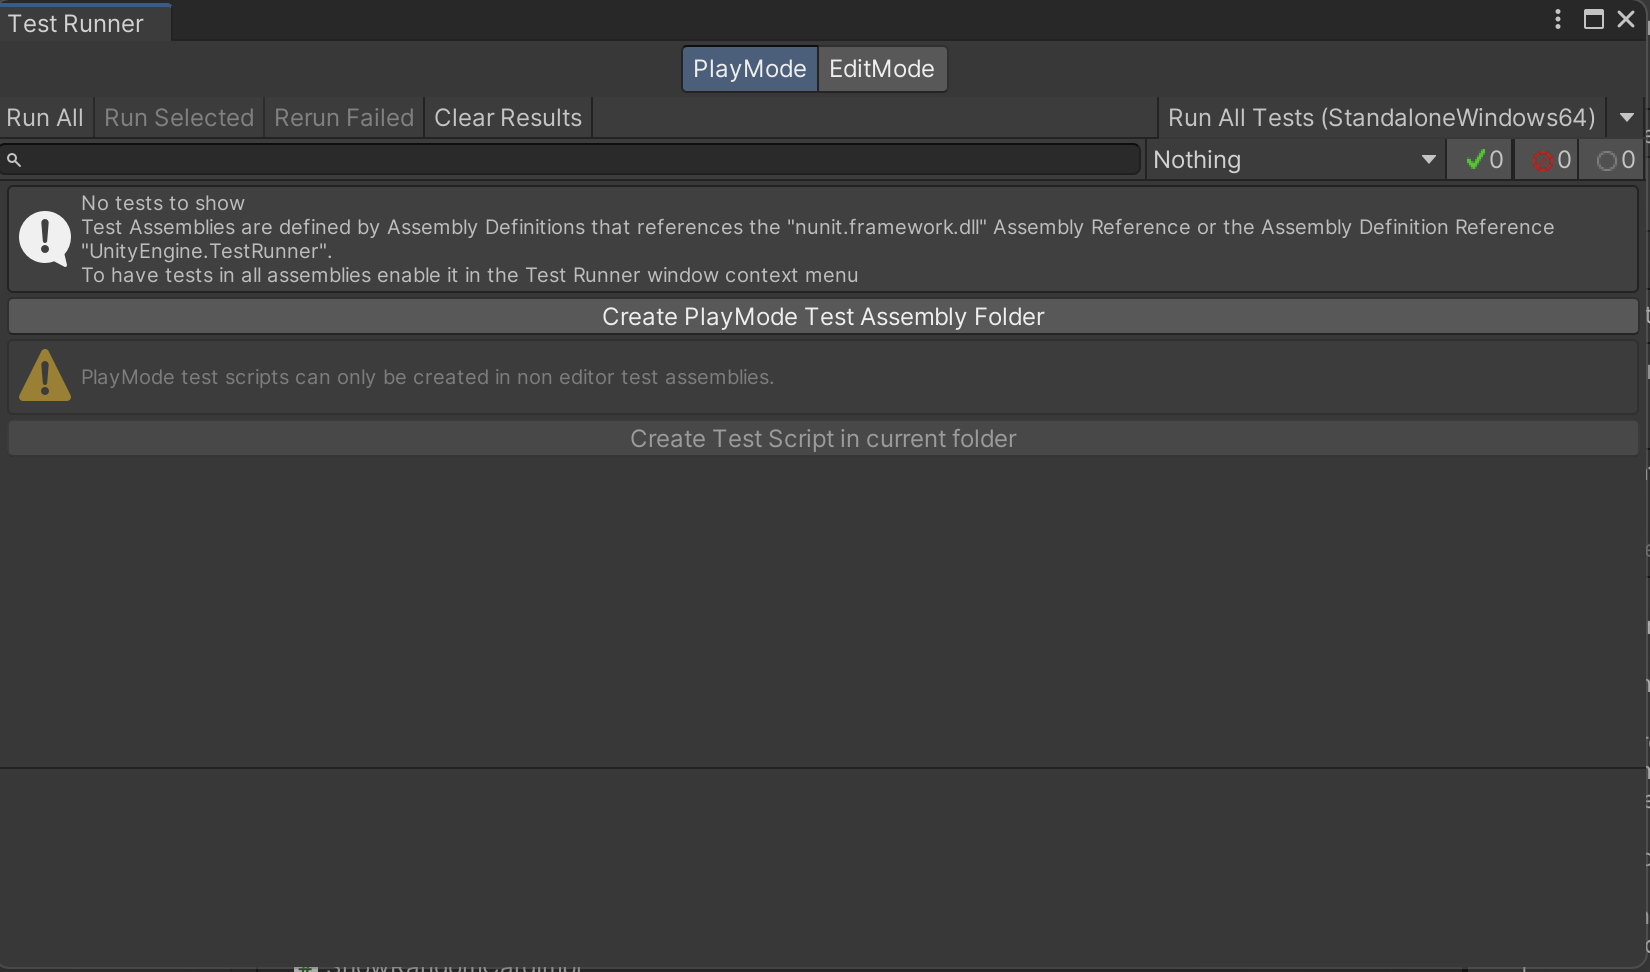 Test Runner
PlayMode EditMode
Run All Run Selected Rerun Failed Clear Results Run All Tests (StandaloneWindows64)
Nothing 0 0 0
No tests to show
Test Assemblies are defined by Assembly Definitions that references the "nunit.framework.dll" Assembly Reference or the Assembly Definition Reference
"UnityEngine.TestRunner".
To have tests in all assemblies enable it in the Test Runner window context menu
Create PlayMode Test Assembly Folder
PlayMode test scripts can only be created in non editor test assemblies.
Create Test Script in current folder